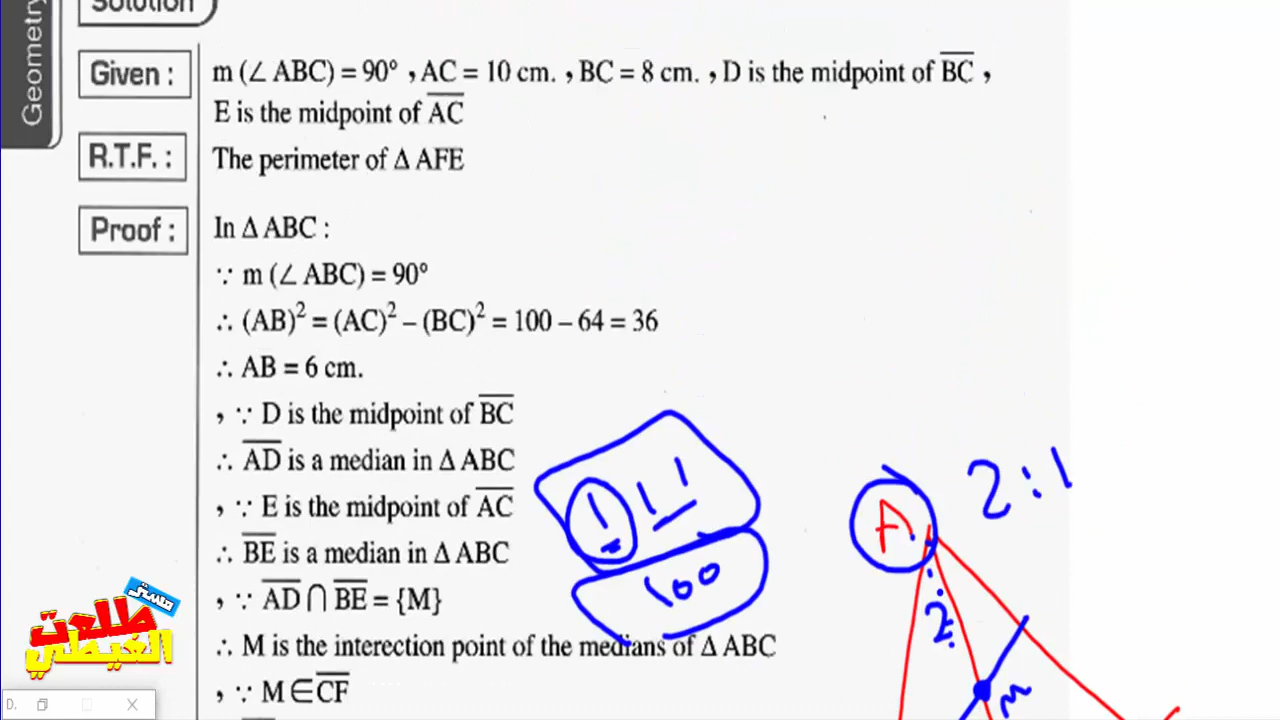 Geometry
Solution
Given :
m (∠ ABC) = 90° , AC = 10 cm. , BC = 8 cm. , D is the midpoint of BC ,
E is the midpoint of AC
R.T.F. :
The perimeter of Δ AFE
Proof :
In Δ ABC :
∵ m (∠ ABC) = 90°
∴ (AB)² = (AC)² – (BC)² = 100 – 64 = 36
∴ AB = 6 cm.
, ∵ D is the midpoint of BC
∴ AD is a median in Δ ABC
, ∵ E is the midpoint of AC
∴ BE is a median in Δ ABC
, ∵ AD ∩ BE = {M}
∴ M is the interection point of the medians of Δ ABC
, ∵ M ∈ CF
1 1 1
100
A
2 : 1
2
M
مستر
طلعت
الغيطي
D.